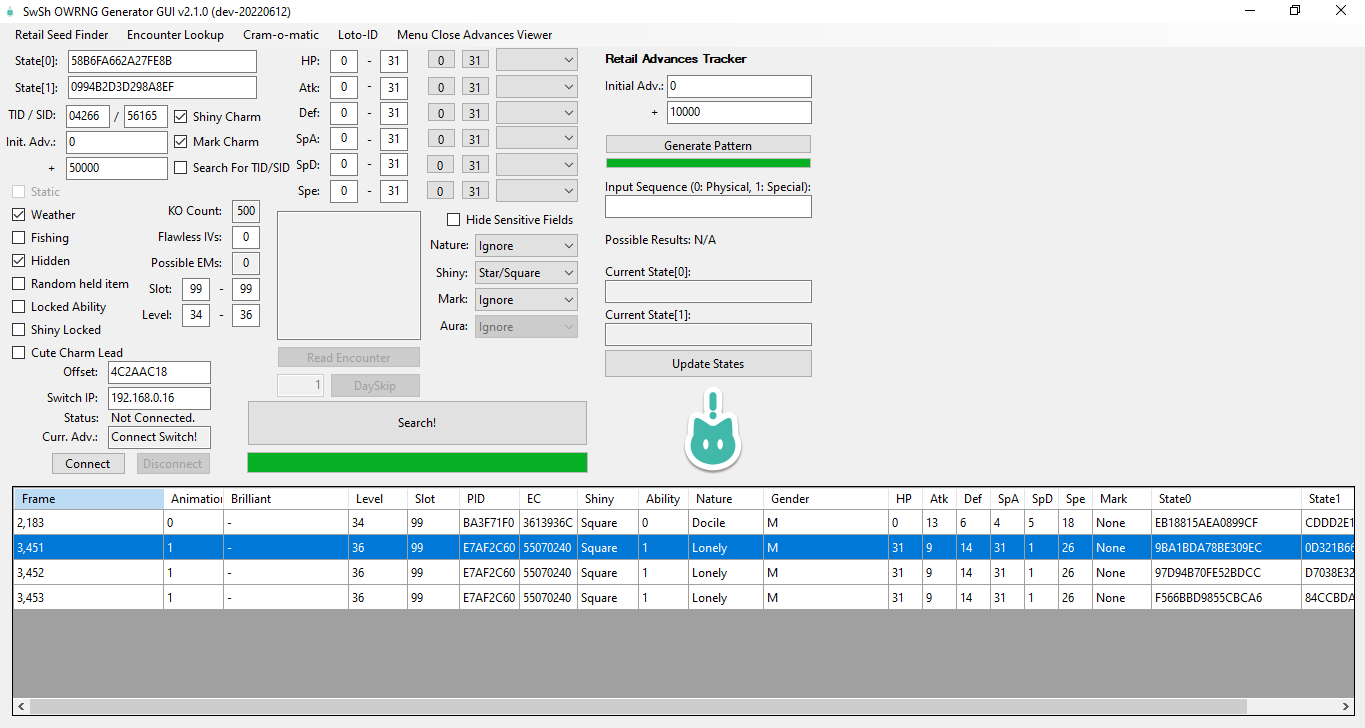 SwSh OWRNG Generator GUI v2.1.0 (dev-20220612)
Retail Seed Finder Encounter Lookup Cram-o-matic Loto-ID Menu Close Advances Viewer
State[0]: 58B6FA662A27FE8B
State[1]: 0994B2D3D298A8EF
TID / SID: 04266 / 56165 Shiny Charm
Init. Adv.: 0 Mark Charm
+ 50000 Search For TID/SID
Static
Weather
Fishing
Hidden
Random held item
Locked Ability
Shiny Locked
Cute Charm Lead
KO Count: 500
Flawless IVs: 0
Possible EMs: 0
Slot: 99 - 99
Level: 34 - 36
Offset: 4C2AAC18
Switch IP: 192.168.0.16
Status: Not Connected.
Curr. Adv.: Connect Switch!
Connect Disconnect
HP: 0 - 31 0 31
Atk: 0 - 31 0 31
Def: 0 - 31 0 31
SpA: 0 - 31 0 31
SpD: 0 - 31 0 31
Spe: 0 - 31 0 31
Hide Sensitive Fields
Nature: Ignore
Shiny: Star/Square
Mark: Ignore
Aura: Ignore
Read Encounter
1 DaySkip
Search!
Retail Advances Tracker
Initial Adv.: 0
+ 10000
Generate Pattern
Input Sequence (0: Physical, 1: Special):
Possible Results: N/A
Current State[0]:
Current State[1]:
Update States
Frame Animation Brilliant Level Slot PID EC Shiny Ability Nature Gender HP Atk Def SpA SpD Spe Mark State0 State1
2,183 0 - 34 99 BA3F71F0 3613936C Square 0 Docile M 0 13 6 4 5 18 None EB18815AEA0899CF CDDD2E1
3,451 1 - 36 99 E7AF2C60 55070240 Square 1 Lonely M 31 9 14 31 1 26 None 9BA1BDA78BE309EC 0D321B66
3,452 1 - 36 99 E7AF2C60 55070240 Square 1 Lonely M 31 9 14 31 1 26 None 97D94B70FE52BDCC D7038E32
3,453 1 - 36 99 E7AF2C60 55070240 Square 1 Lonely M 31 9 14 31 1 26 None F566BBD9855CBCA6 84CCBDA